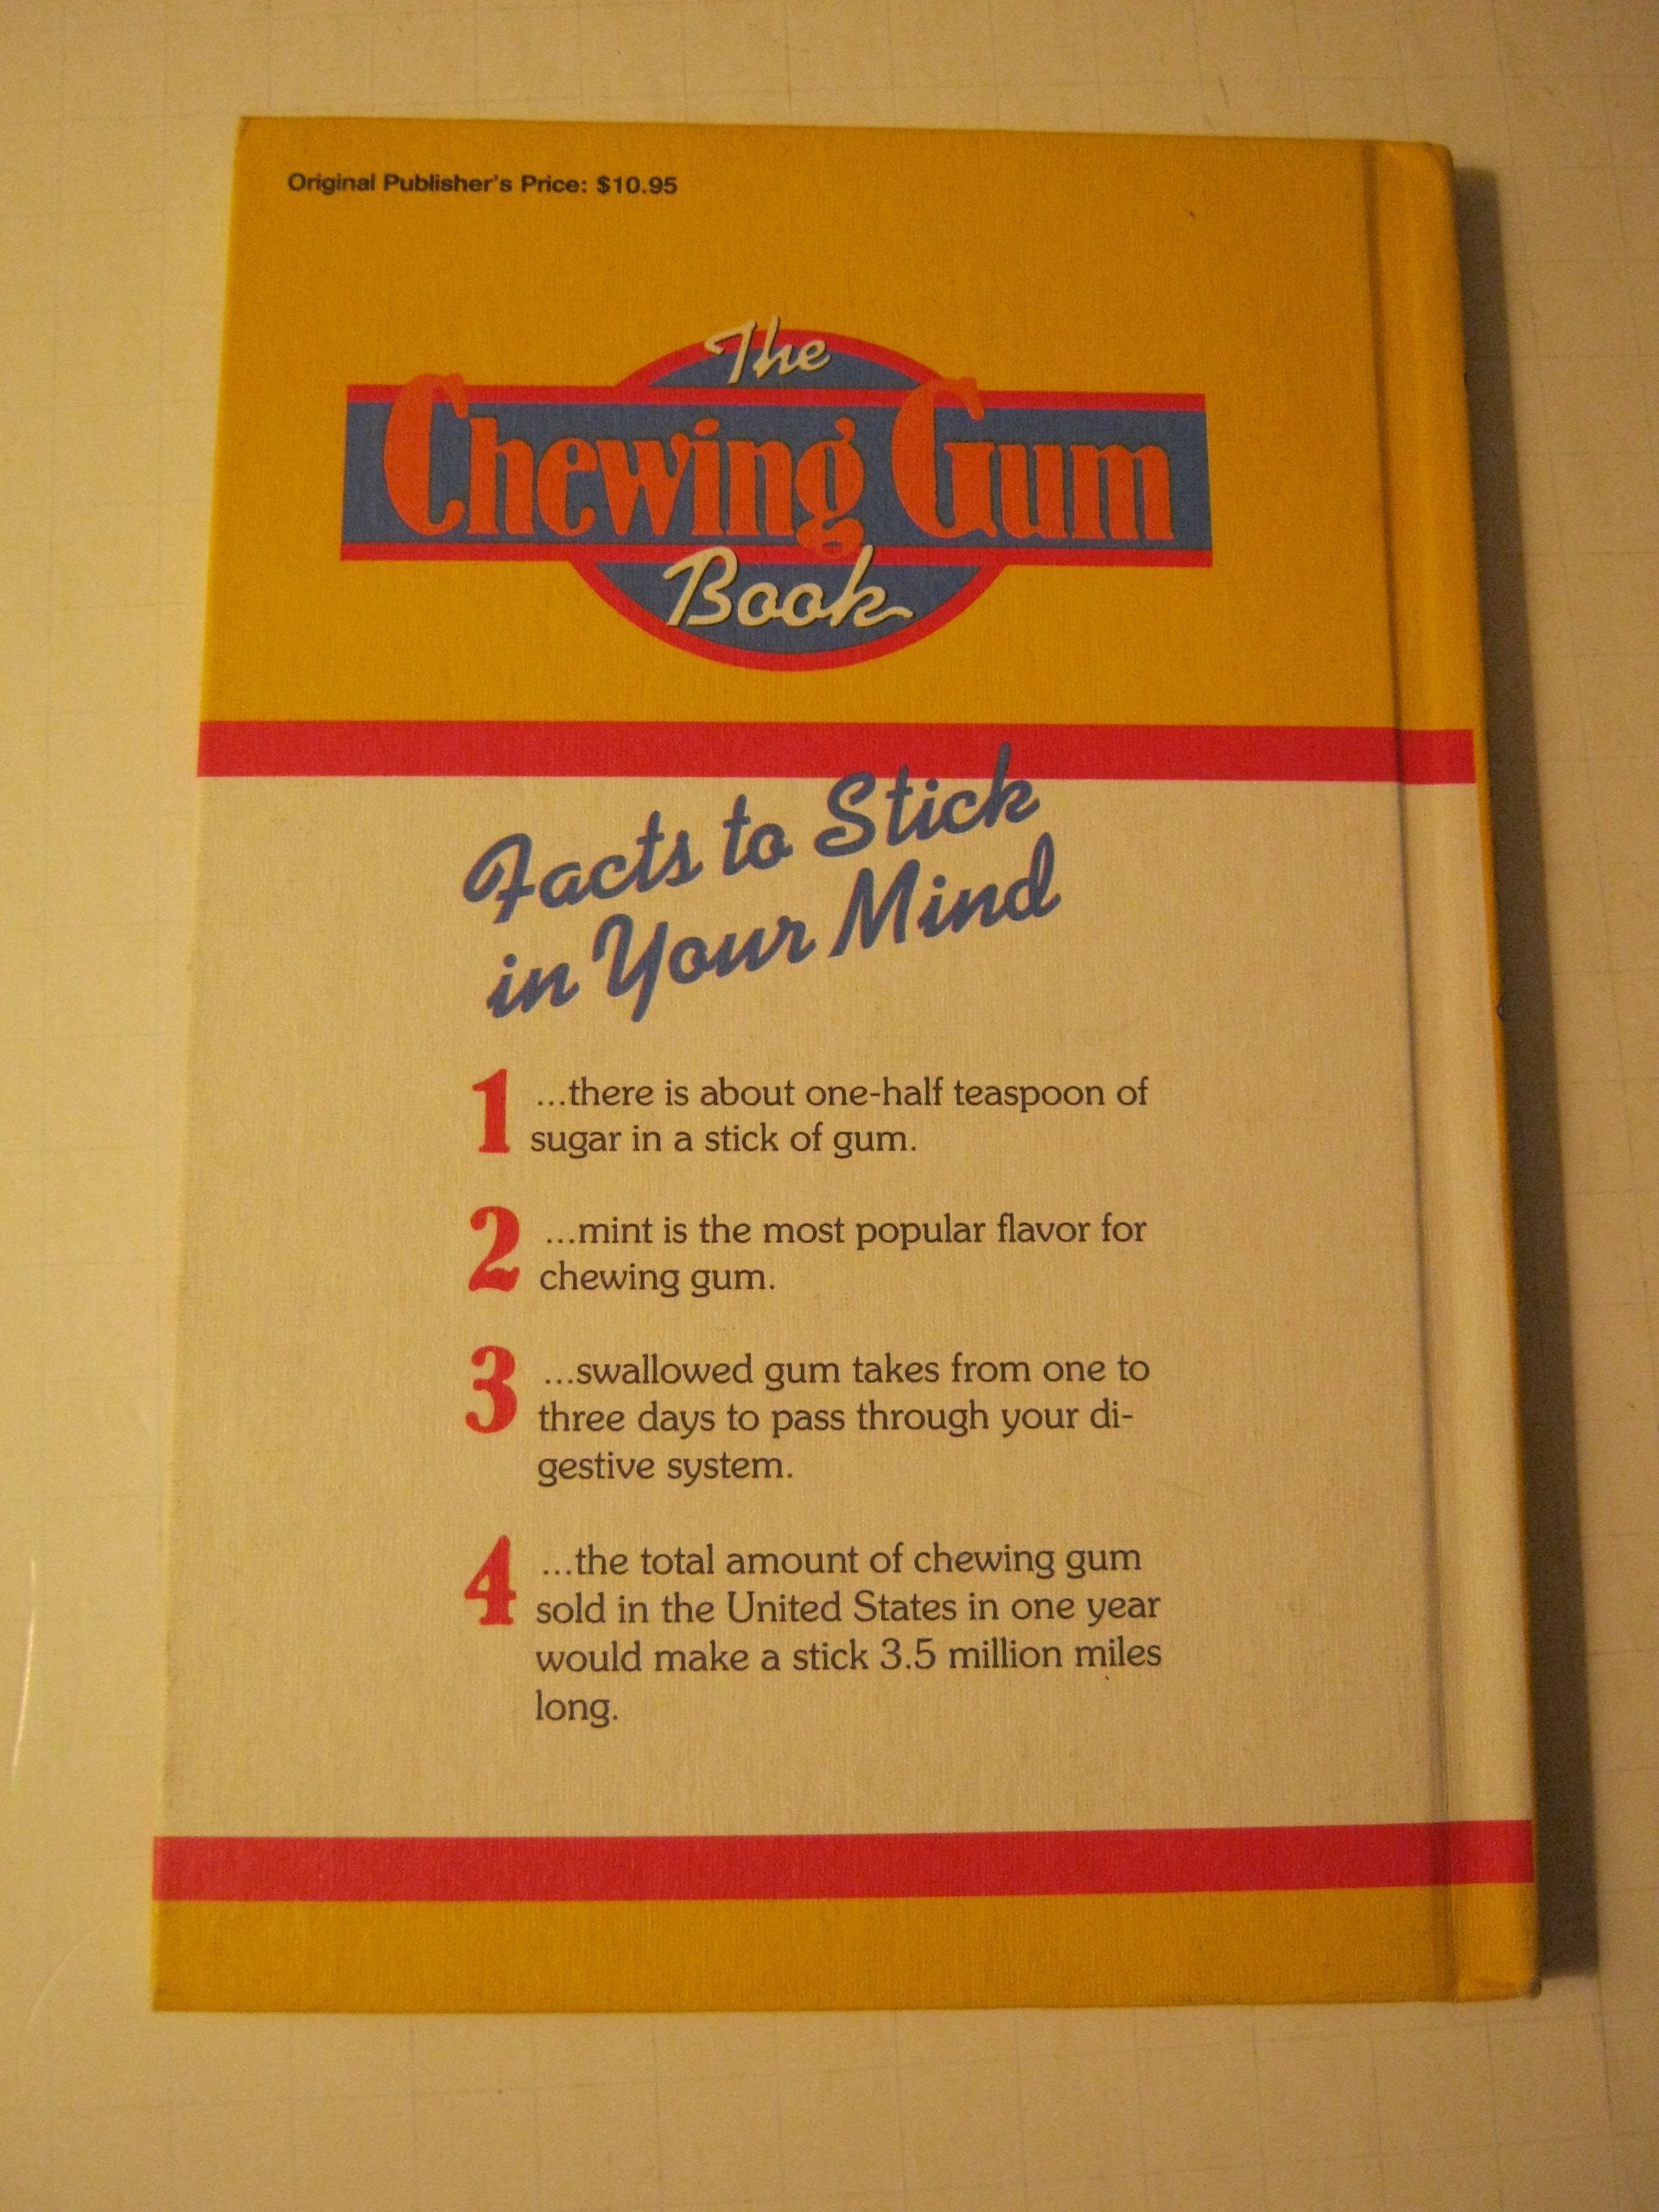 Original Publisher's Price: $10.95
The
Chewing Gum
Book
Facts to Stick
in Your Mind
1 ...there is about one-half teaspoon of
sugar in a stick of gum.
2 ...mint is the most popular flavor for
chewing gum.
3 ...swallowed gum takes from one to
three days to pass through your di-
gestive system.
4 ...the total amount of chewing gum
sold in the United States in one year
would make a stick 3.5 million miles
long.